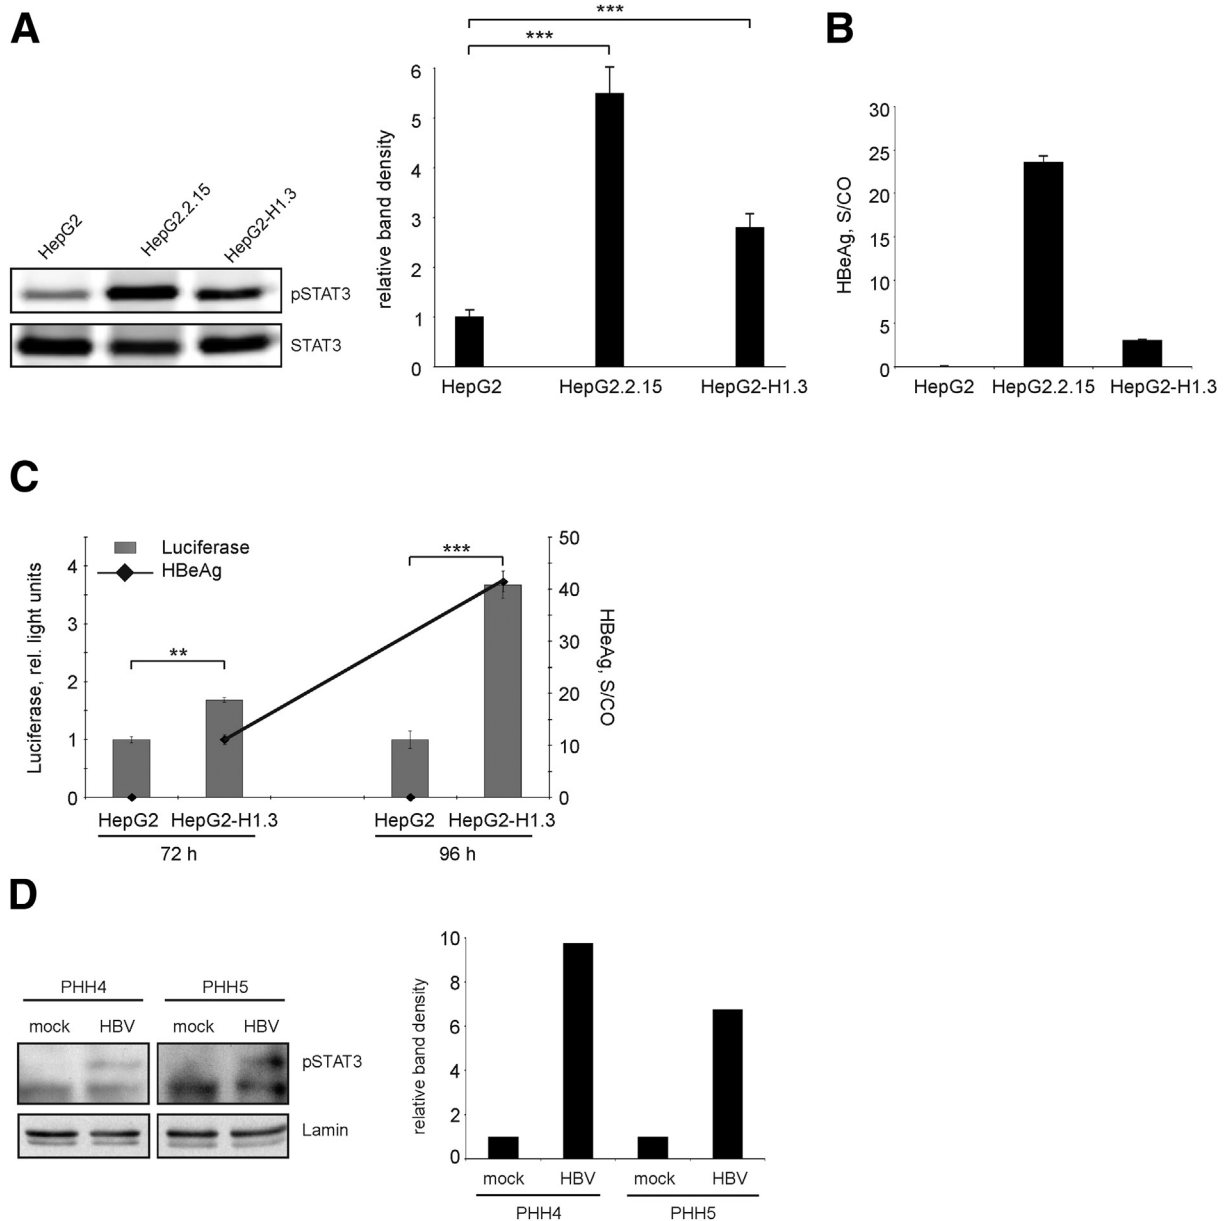 A
HepG2
HepG2.2.15
HepG2-H1.3
pSTAT3
STAT3
***
***
relative band density
6
5
4
3
2
1
0
HepG2 HepG2.2.15 HepG2-H1.3
B
HBeAg, S/CO
30
25
20
15
10
5
0
HepG2 HepG2.2.15 HepG2-H1.3
C
Luciferase
HBeAg
Luciferase, rel. light units
4
3
2
1
0
**
***
50
40
30
20
10
0
HBeAg, S/CO
HepG2 HepG2-H1.3 HepG2 HepG2-H1.3
72 h 96 h
D
PHH4 PHH5
mock HBV mock HBV
pSTAT3
Lamin
relative band density
10
8
6
4
2
0
mock HBV mock HBV
PHH4 PHH5